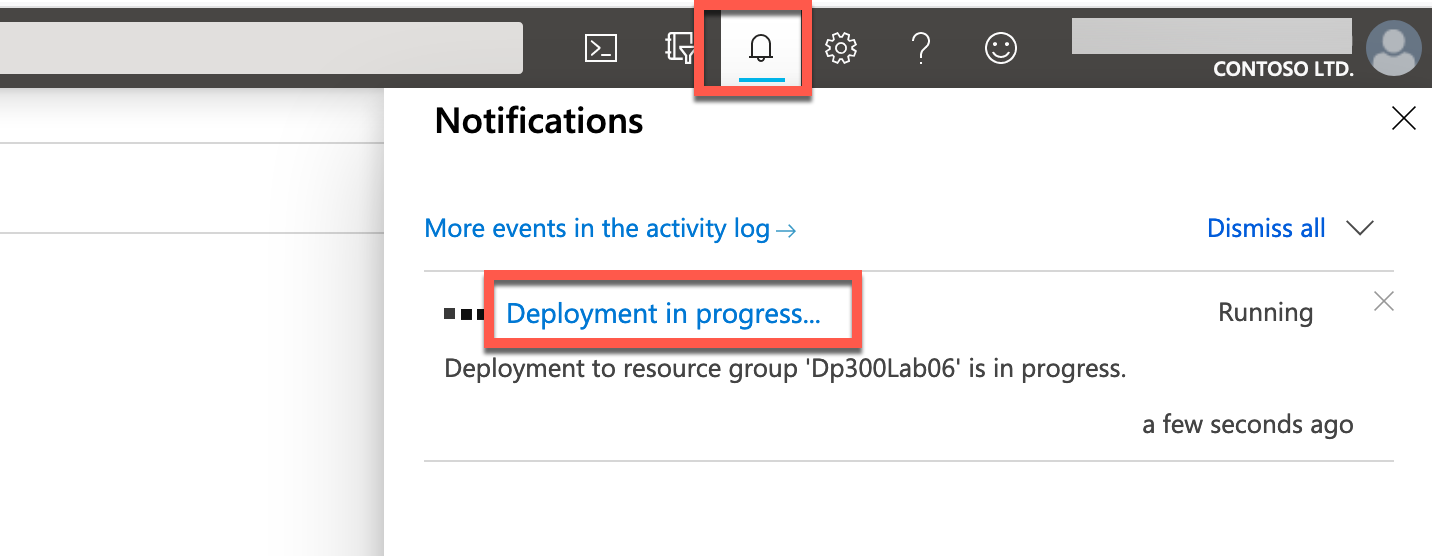 CONTOSO LTD.
Notifications
More events in the activity log→
Dismiss all
Deployment in progress...
Running
Deployment to resource group 'Dp300Lab06' is in progress.
a few seconds ago